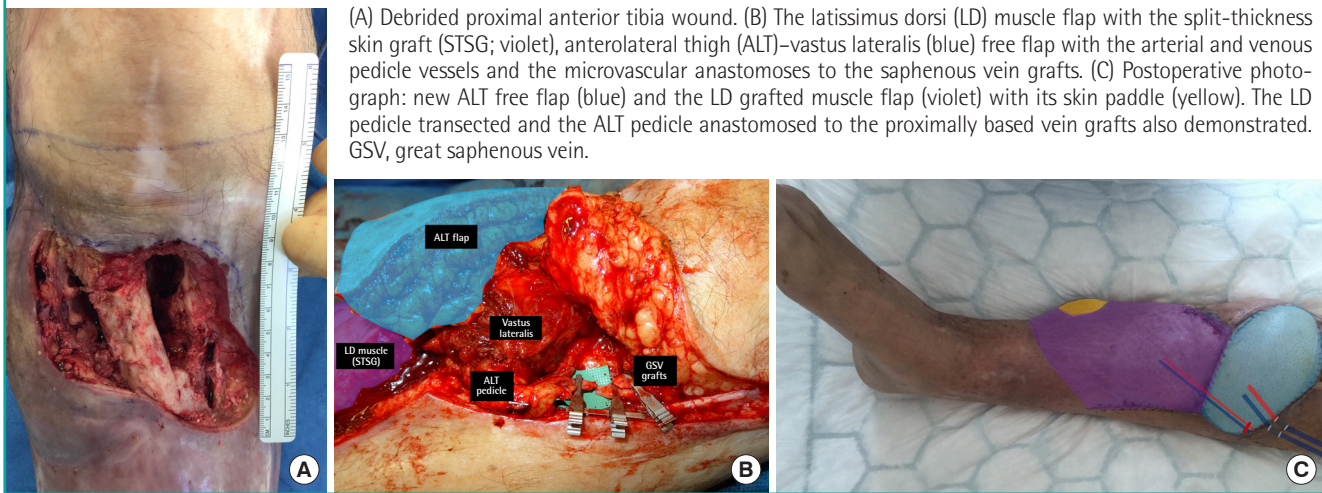 (A) Debrided proximal anterior tibia wound. (B) The latissimus dorsi (LD) muscle flap with the split-thickness
skin graft (STSG; violet), anterolateral thigh (ALT)–vastus lateralis (blue) free flap with the arterial and venous
pedicle vessels and the microvascular anastomoses to the saphenous vein grafts. (C) Postoperative photo-
graph: new ALT free flap (blue) and the LD grafted muscle flap (violet) with its skin paddle (yellow). The LD
pedicle transected and the ALT pedicle anastomosed to the proximally based vein grafts also demonstrated.
GSV, great saphenous vein.
ALT flap
Vastus
lateralis
LD muscle
(STSG)
ALT
pedicle
GSV
grafts
CM
INCHES
A
B
C